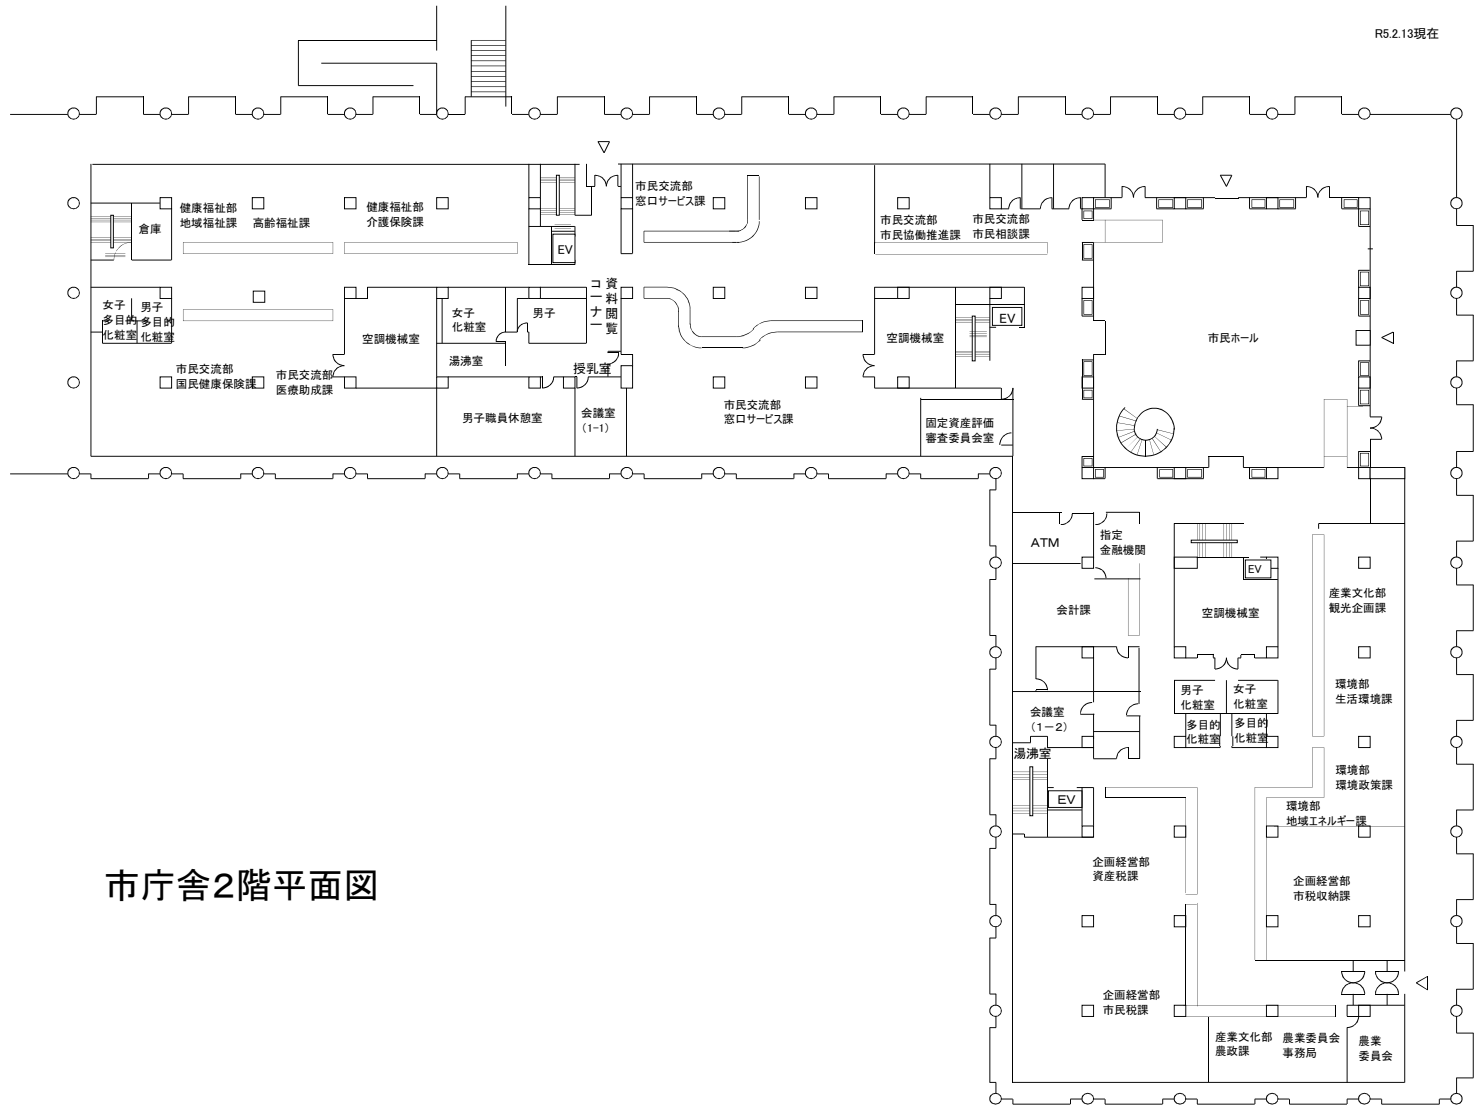 R5.2.13現在
市民交流部
窓口サービス課
健康福祉部
地域福祉課
高齢福祉課
健康福祉部
介護保険課
倉庫
EV
市民交流部
市民協働推進課
市民交流部
市民相談課
女子
多目的
化粧室
男子
多目的
化粧室
空調機械室
女子
化粧室
男子
湯沸室
資料閲覧
コーナー
授乳室
空調機械室
EV
市民ホール
市民交流部
国民健康保険課
市民交流部
医療助成課
男子職員休憩室
会議室
(1-1)
市民交流部
窓口サービス課
固定資産評価
審査委員会室
ATM
指定
金融機関
EV
会計課
空調機械室
産業文化部
観光企画課
男子
化粧室
女子
化粧室
環境部
生活環境課
会議室
(1-2)
多目的
化粧室
多目的
化粧室
湯沸室
EV
環境部
環境政策課
環境部
地域エネルギー課
企画経営部
資産税課
企画経営部
市税収納課
市庁舎2階平面図
企画経営部
市民税課
産業文化部
農政課
農業委員会
事務局
農業
委員会